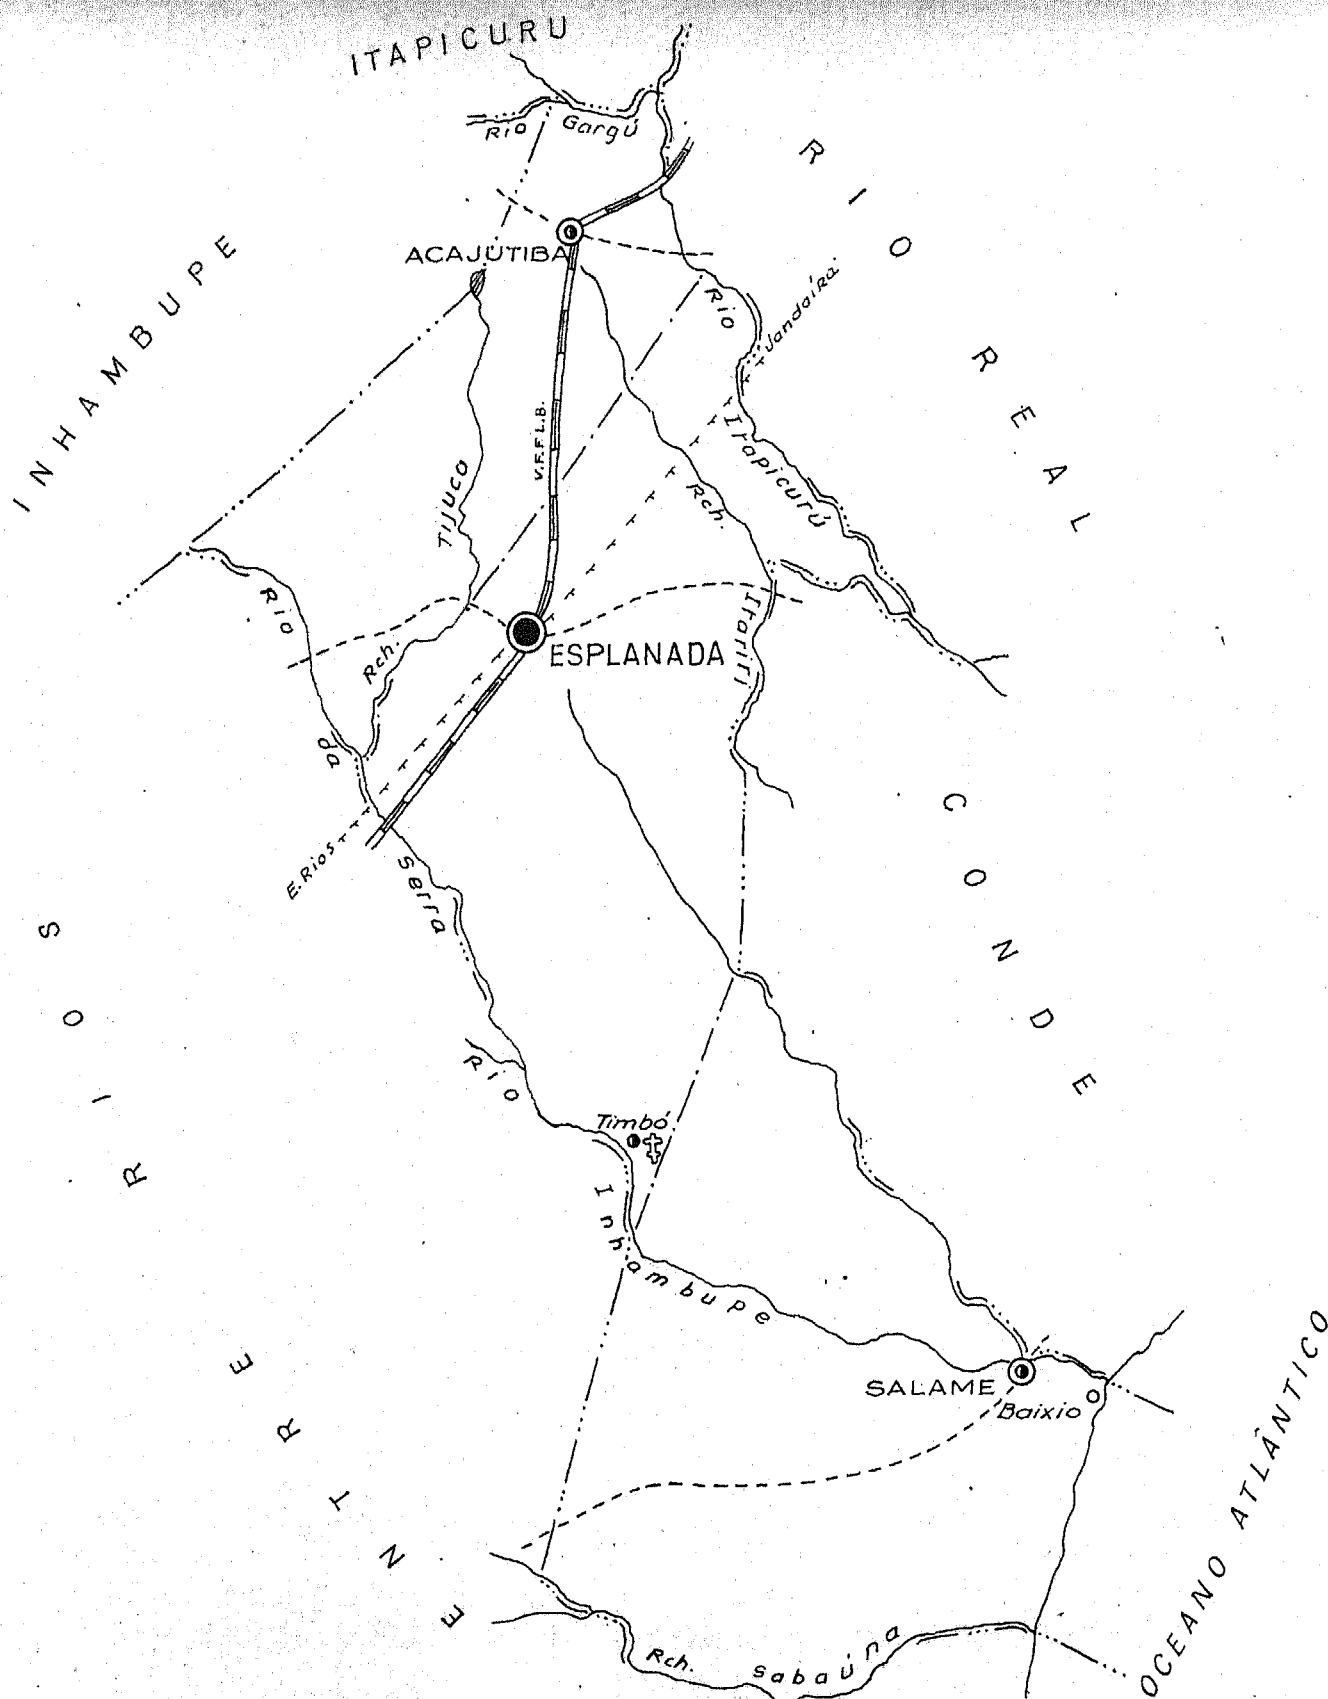 ITAPICURU
Rio Gargú
RIO REAL
INHAMBUPE
ACAJUTIBA
Rio Itapicurú
Jandaíra
V.F.F.L.B.
Tijuco
Rch.
Rch. Itariri
Rio da Serra
ESPLANADA
E. Rios
CONDE
ENTRE RIOS
Timbó
Rio Inhambupe
SALAME
Baixio
OCEANO ATLÂNTICO
Rch. Sabaúna